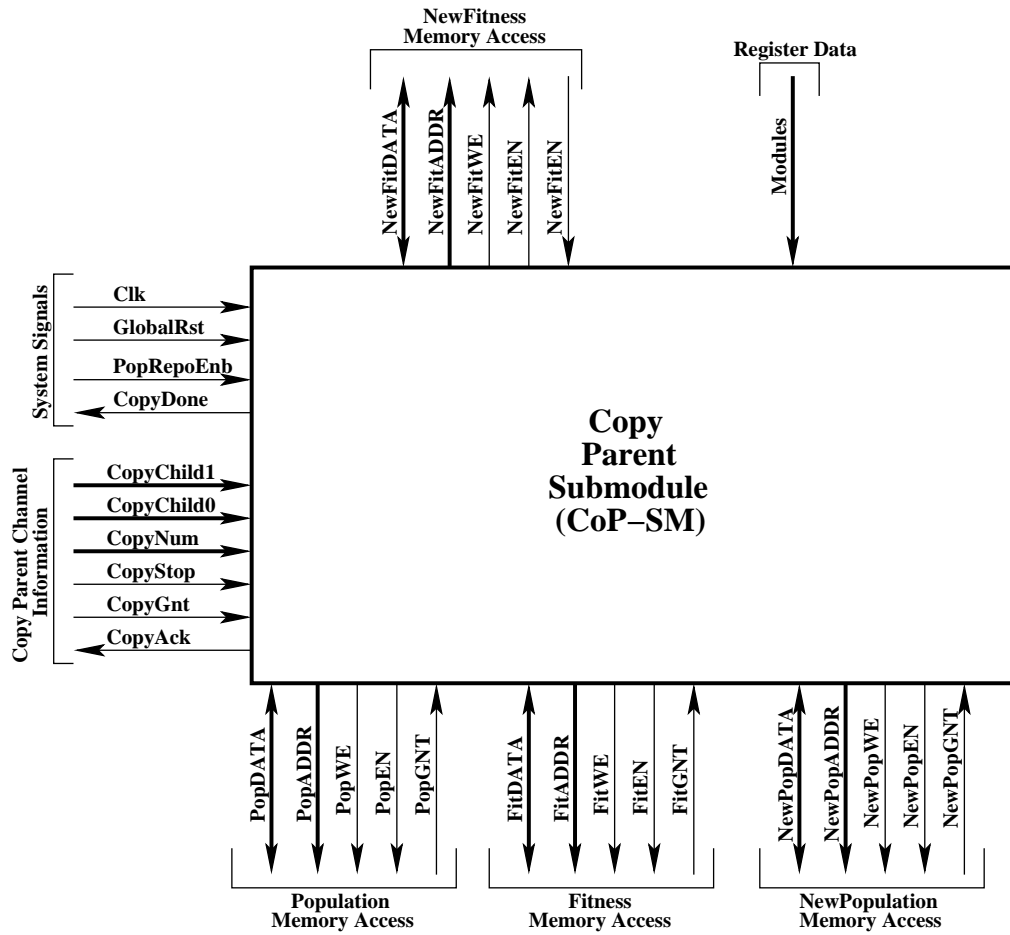 NewFitness
Memory Access
Register Data
NewFitDATA
NewFitADDR
NewFitWE
NewFitEN
NewFitEN
Modules
System Signals
Clk
GlobalRst
PopRepoEnb
CopyDone
Copy Parent Channel
Information
CopyChild1
CopyChild0
CopyNum
CopyStop
CopyGnt
CopyAck
Copy
Parent
Submodule
(CoP−SM)
PopDATA
PopADDR
PopWE
PopEN
PopGNT
FitDATA
FitADDR
FitWE
FitEN
FitGNT
NewPopDATA
NewPopADDR
NewPopWE
NewPopEN
NewPopGNT
Population
Memory Access
Fitness
Memory Access
NewPopulation
Memory Access